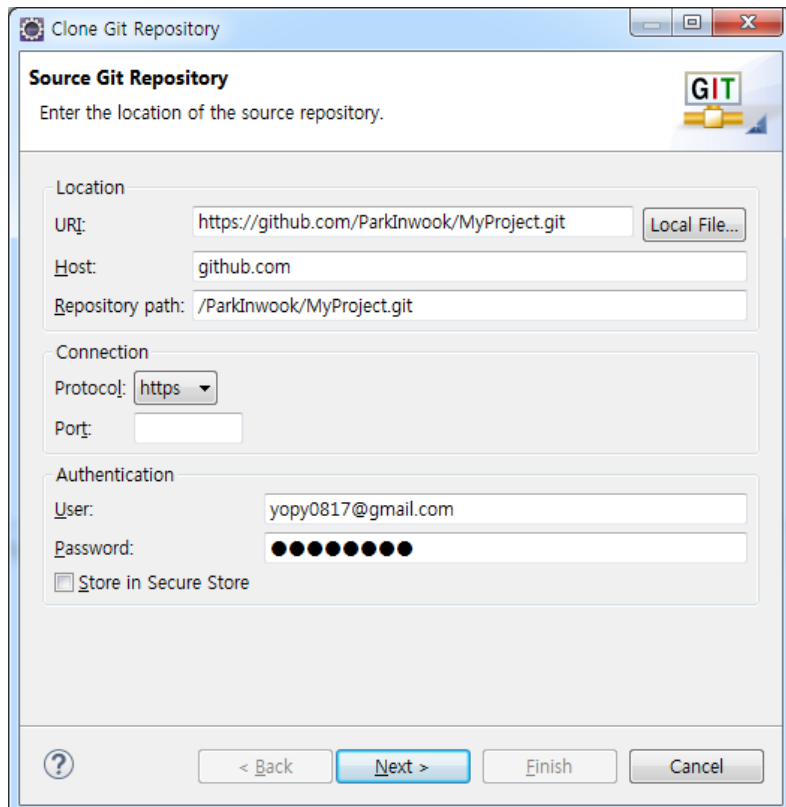 Clone Git Repository
Source Git Repository
Enter the location of the source repository.
GIT
Location
URI: https://github.com/ParkInwook/MyProject.git Local File...
Host: github.com
Repository path: /ParkInwook/MyProject.git
Connection
Protocol: https
Port:
Authentication
User: yopy0817@gmail.com
Password: ●●●●●●●●
Store in Secure Store
? < Back Next > Finish Cancel